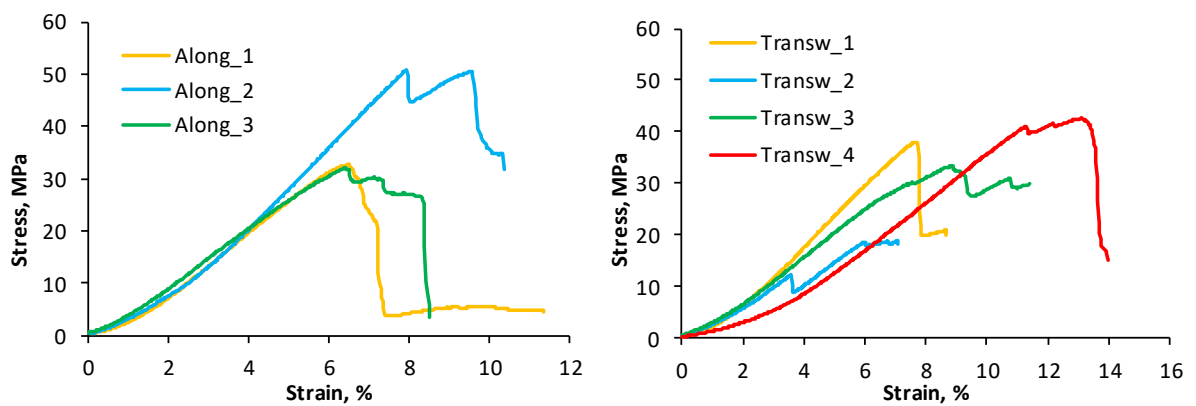 Stress, MPa
60
50
40
30
20
10
0
Along_1
Along_2
Along_3
0 2 4 6 8 10 12
Strain, %
Stress, MPa
60
50
40
30
20
10
0
Transw_1
Transw_2
Transw_3
Transw_4
0 2 4 6 8 10 12 14 16
Strain, %